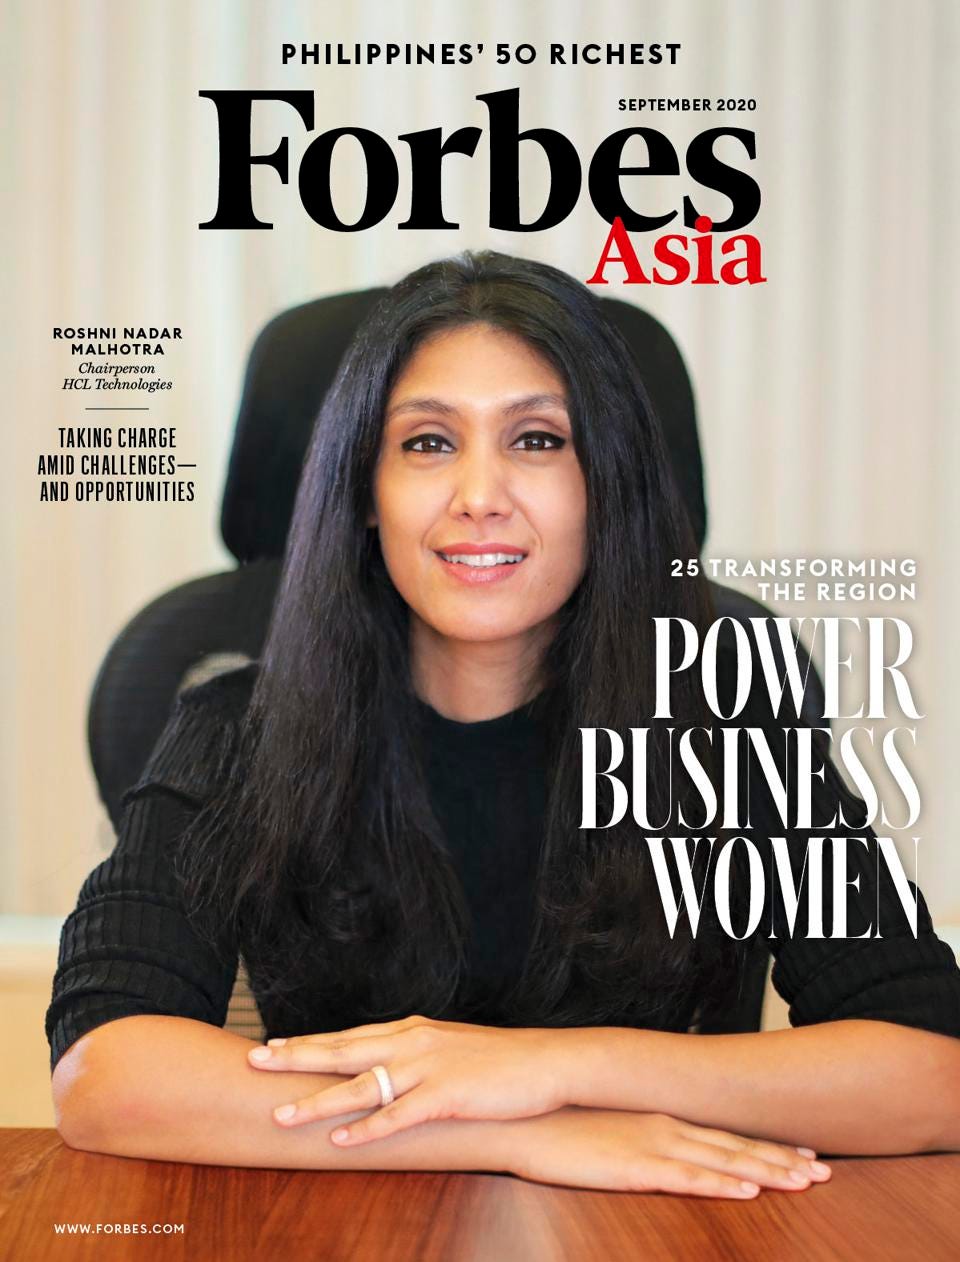 PHILIPPINES’ 50 RICHEST
SEPTEMBER 2020
Forbes
Asia
ROSHNI NADAR
MALHOTRA
Chairperson
HCL Technologies
TAKING CHARGE
AMID CHALLENGES—
AND OPPORTUNITIES
25 TRANSFORMING
THE REGION
POWER
BUSINESS
WOMEN
WWW.FORBES.COM